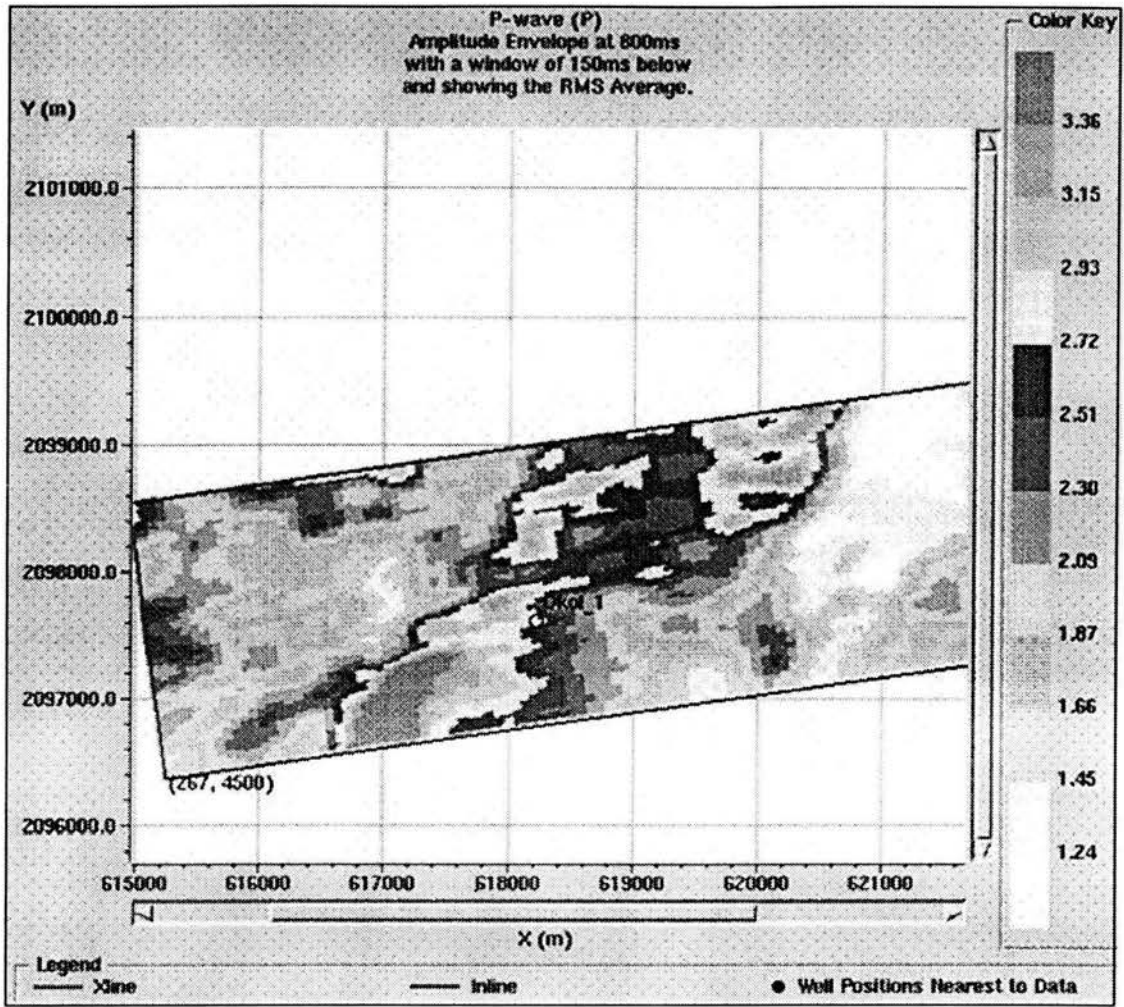 P-wave (P)
Amplitude Envelope at 800ms
with a window of 150ms below
and showing the RMS Average.
Color Key
Y (m)
2101000.0
2100000.0
2099000.0
2098000.0
2097000.0
2096000.0
3.36
3.15
2.93
2.72
2.51
2.30
2.09
1.87
1.66
1.45
1.24
(267, 4500)
615000 616000 617000 618000 619000 620000 621000
X (m)
Legend
Xline Inline Well Positions Nearest to Data